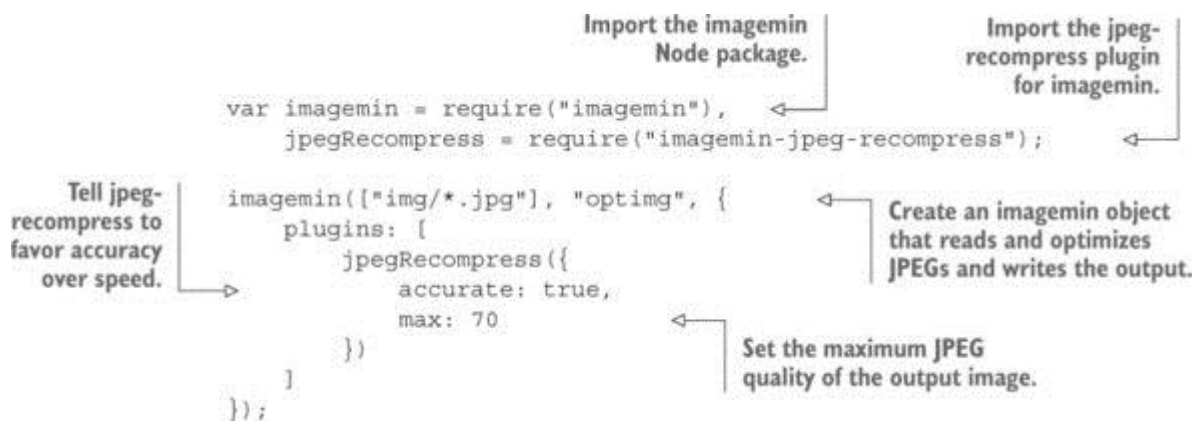 Import the imagemin
Node package.
Import the jpeg-
recompress plugin
for imagemin.
var imagemin = require("imagemin"),
jpegRecompress = require("imagemin-jpeg-recompress");
Tell jpeg-
recompress to
favor accuracy
over speed.
imagemin(["img/*.jpg"], "optimg", {
plugins: [
jpegRecompress({
accurate: true,
max: 70
})
]
});
Create an imagemin object
that reads and optimizes
JPEGs and writes the output.
Set the maximum JPEG
quality of the output image.